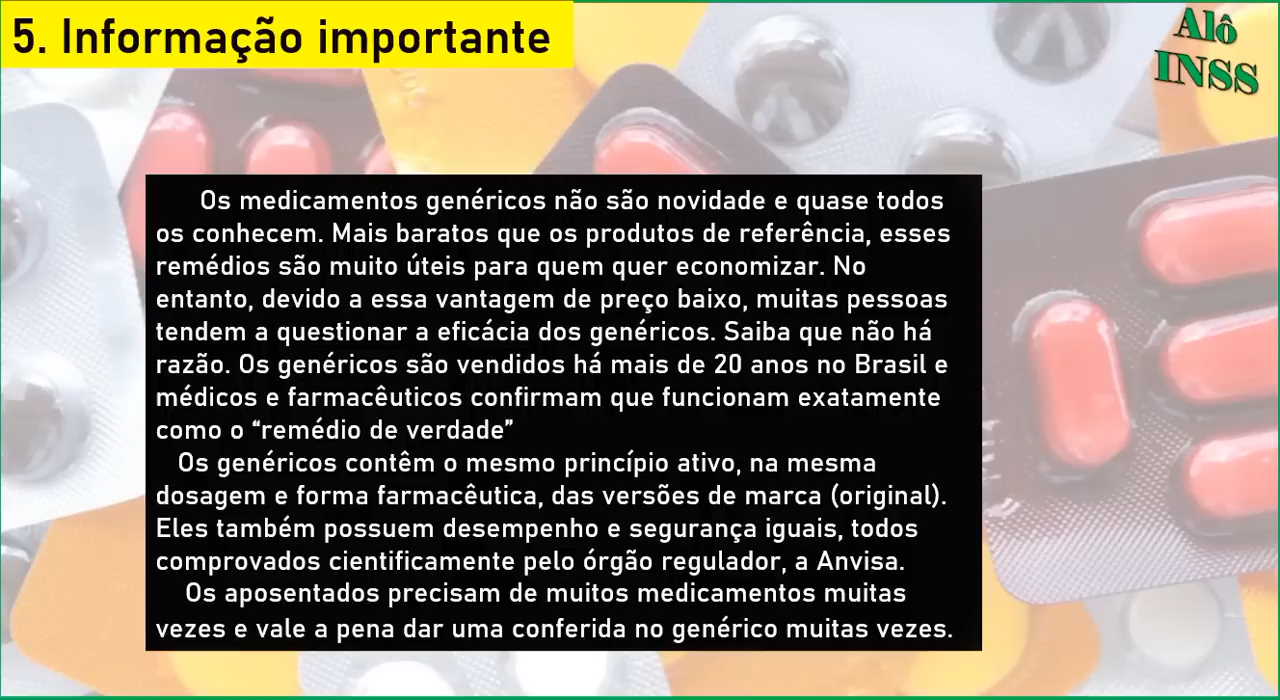 5. Informação importante
Alô
INSS
Os medicamentos genéricos não são novidade e quase todos
os conhecem. Mais baratos que os produtos de referência, esses
remédios são muito úteis para quem quer economizar. No
entanto, devido a essa vantagem de preço baixo, muitas pessoas
tendem a questionar a eficácia dos genéricos. Saiba que não há
razão. Os genéricos são vendidos há mais de 20 anos no Brasil e
médicos e farmacêuticos confirmam que funcionam exatamente
como o “remédio de verdade”
Os genéricos contêm o mesmo princípio ativo, na mesma
dosagem e forma farmacêutica, das versões de marca (original).
Eles também possuem desempenho e segurança iguais, todos
comprovados cientificamente pelo órgão regulador, a Anvisa.
Os aposentados precisam de muitos medicamentos muitas
vezes e vale a pena dar uma conferida no genérico muitas vezes.